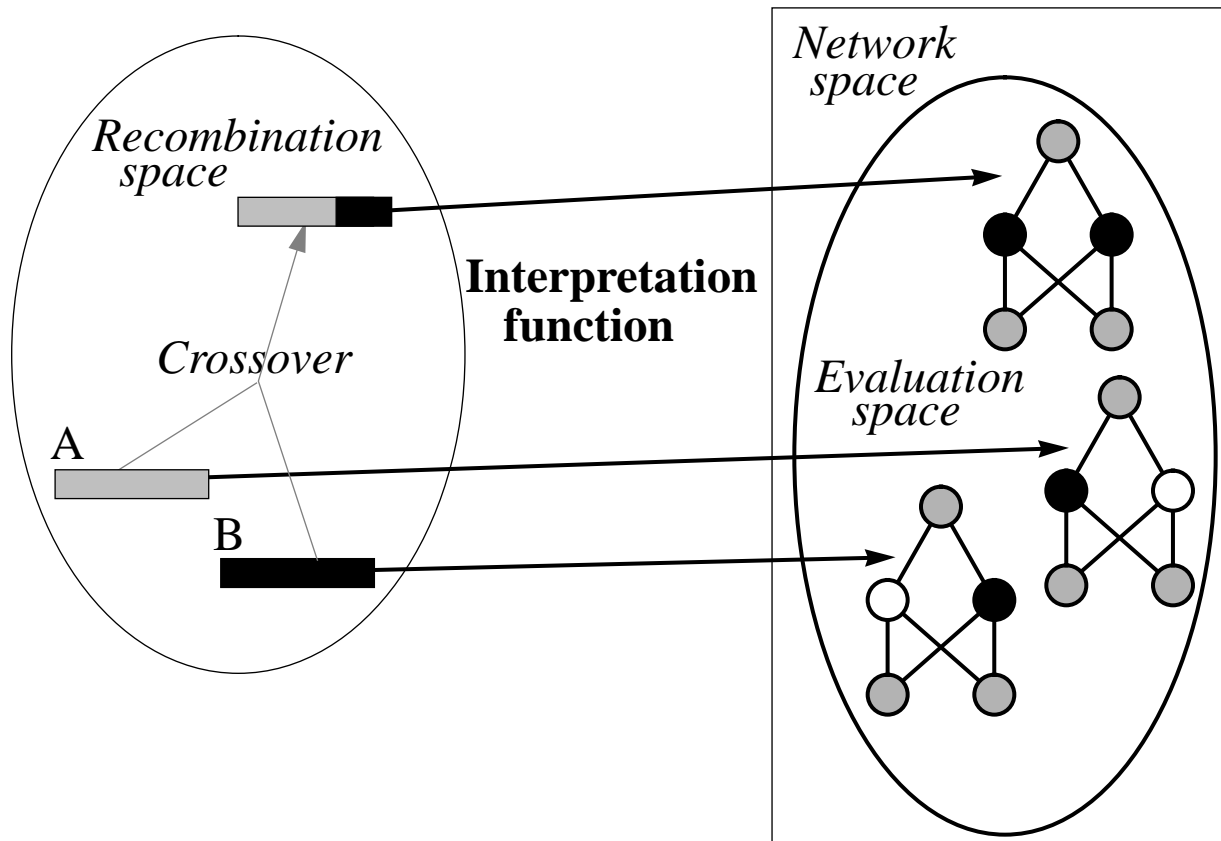 Network
space
Recombination
space
Interpretation
function
Crossover
Evaluation
space
A
B